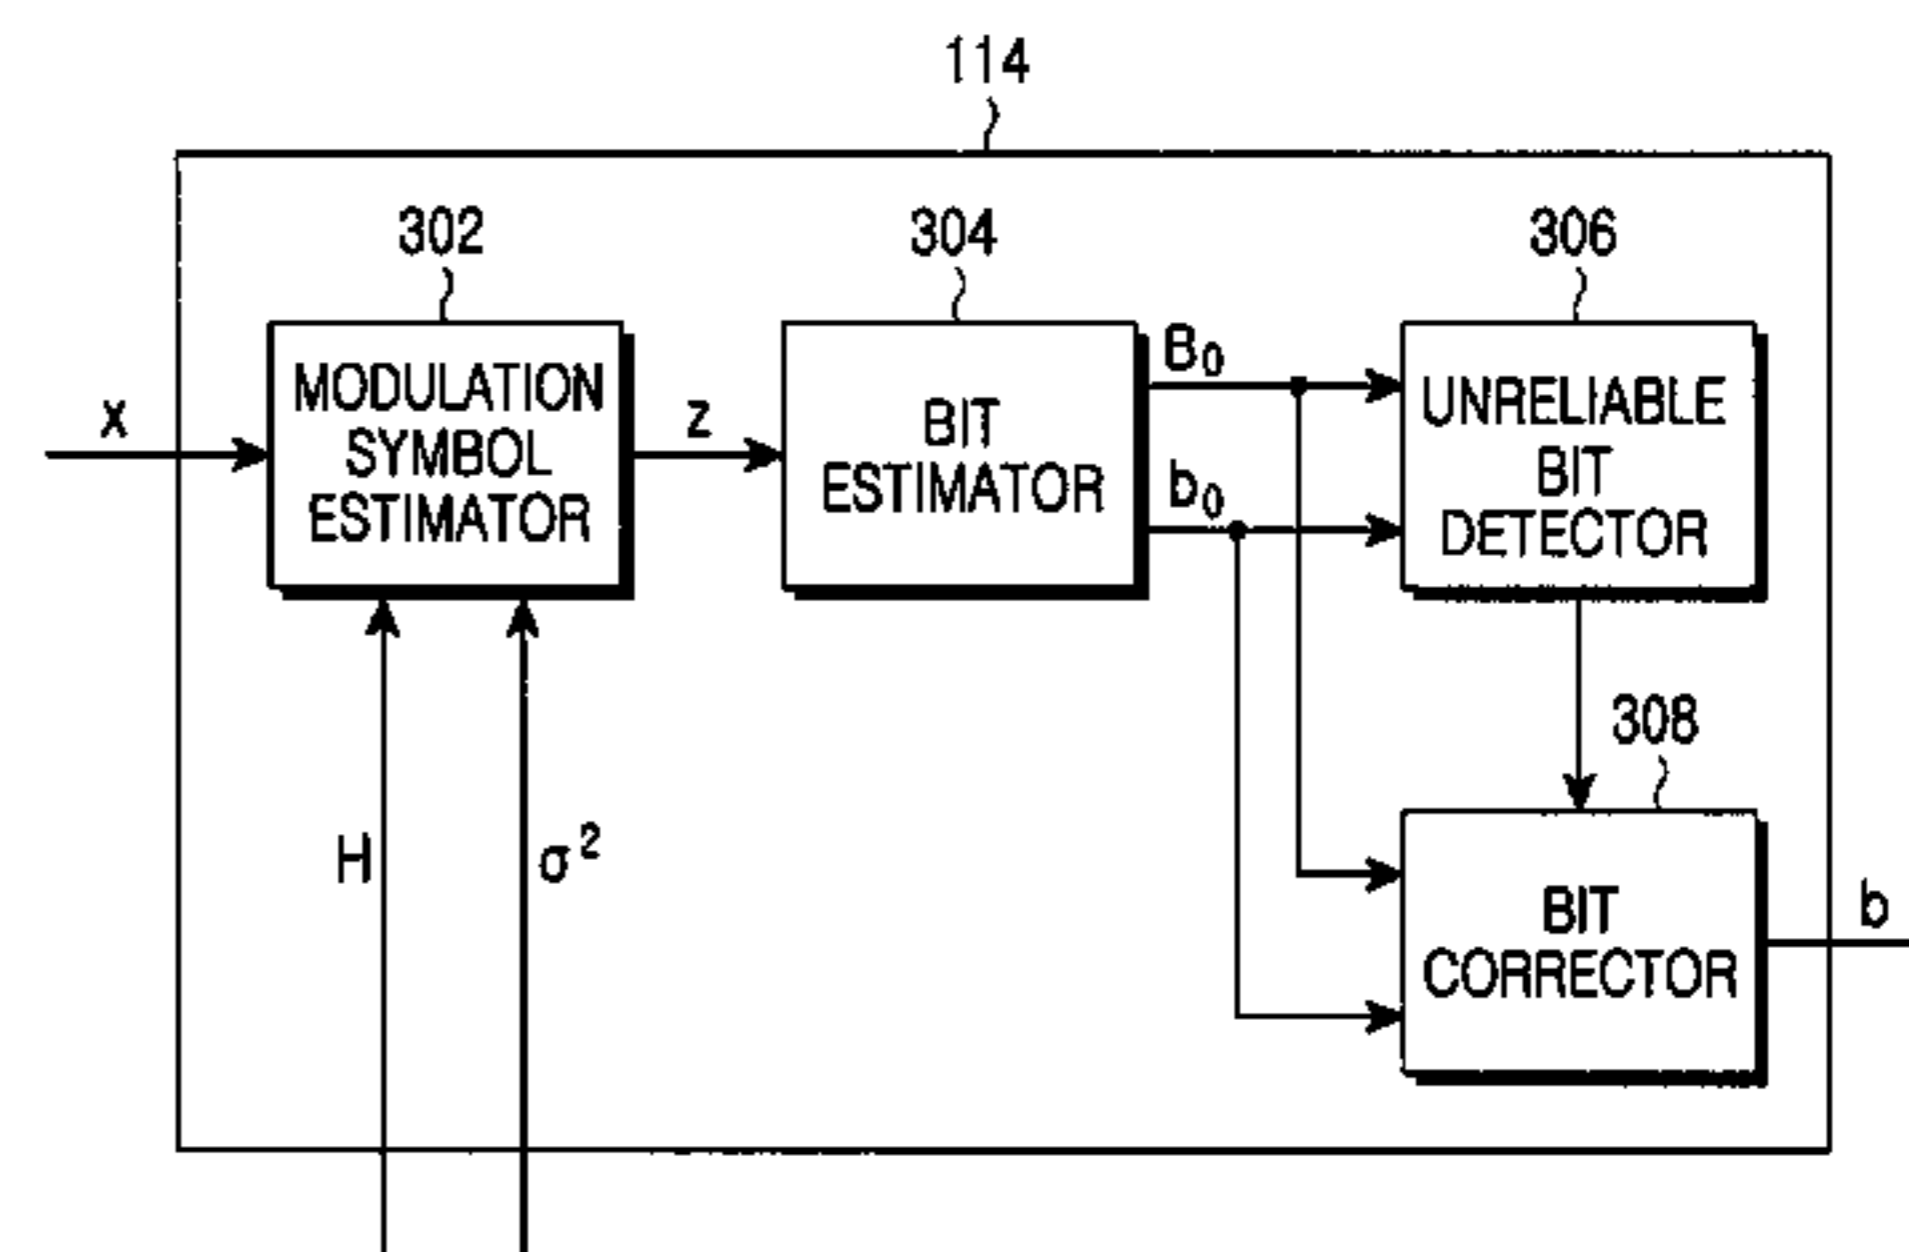 114
302
304
306
MODULATION
SYMBOL
ESTIMATOR
BIT
ESTIMATOR
UNRELIABLE
BIT
DETECTOR
x
z
B₀
b₀
H
σ²
308
BIT
CORRECTOR
b